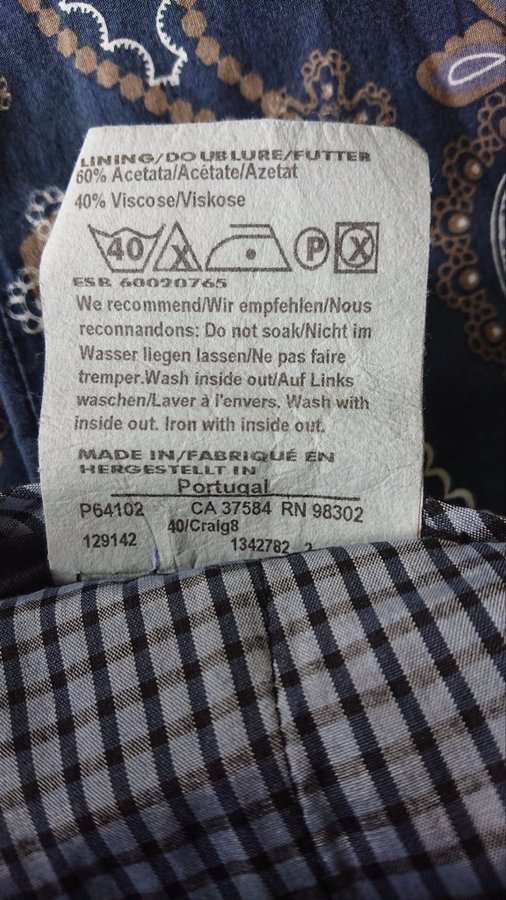 LINING/DOUBLURE/FUTTER
60% Acetata/Acétate/Azetat
40% Viscose/Viskose
40 X P X
ESB 60020765
We recommend/Wir empfehlen/Nous
reconnandons: Do not soak/Nicht im
Wasser liegen lassen/Ne pas faire
tremper.Wash inside out/Auf Links
waschen/Laver à l'envers. Wash with
inside out. Iron with inside out.
MADE IN/FABRIQUÉ EN
HERGESTELLT IN
Portugal
P64102 CA 37584 RN 98302
40/Craig8
129142 1342782 2